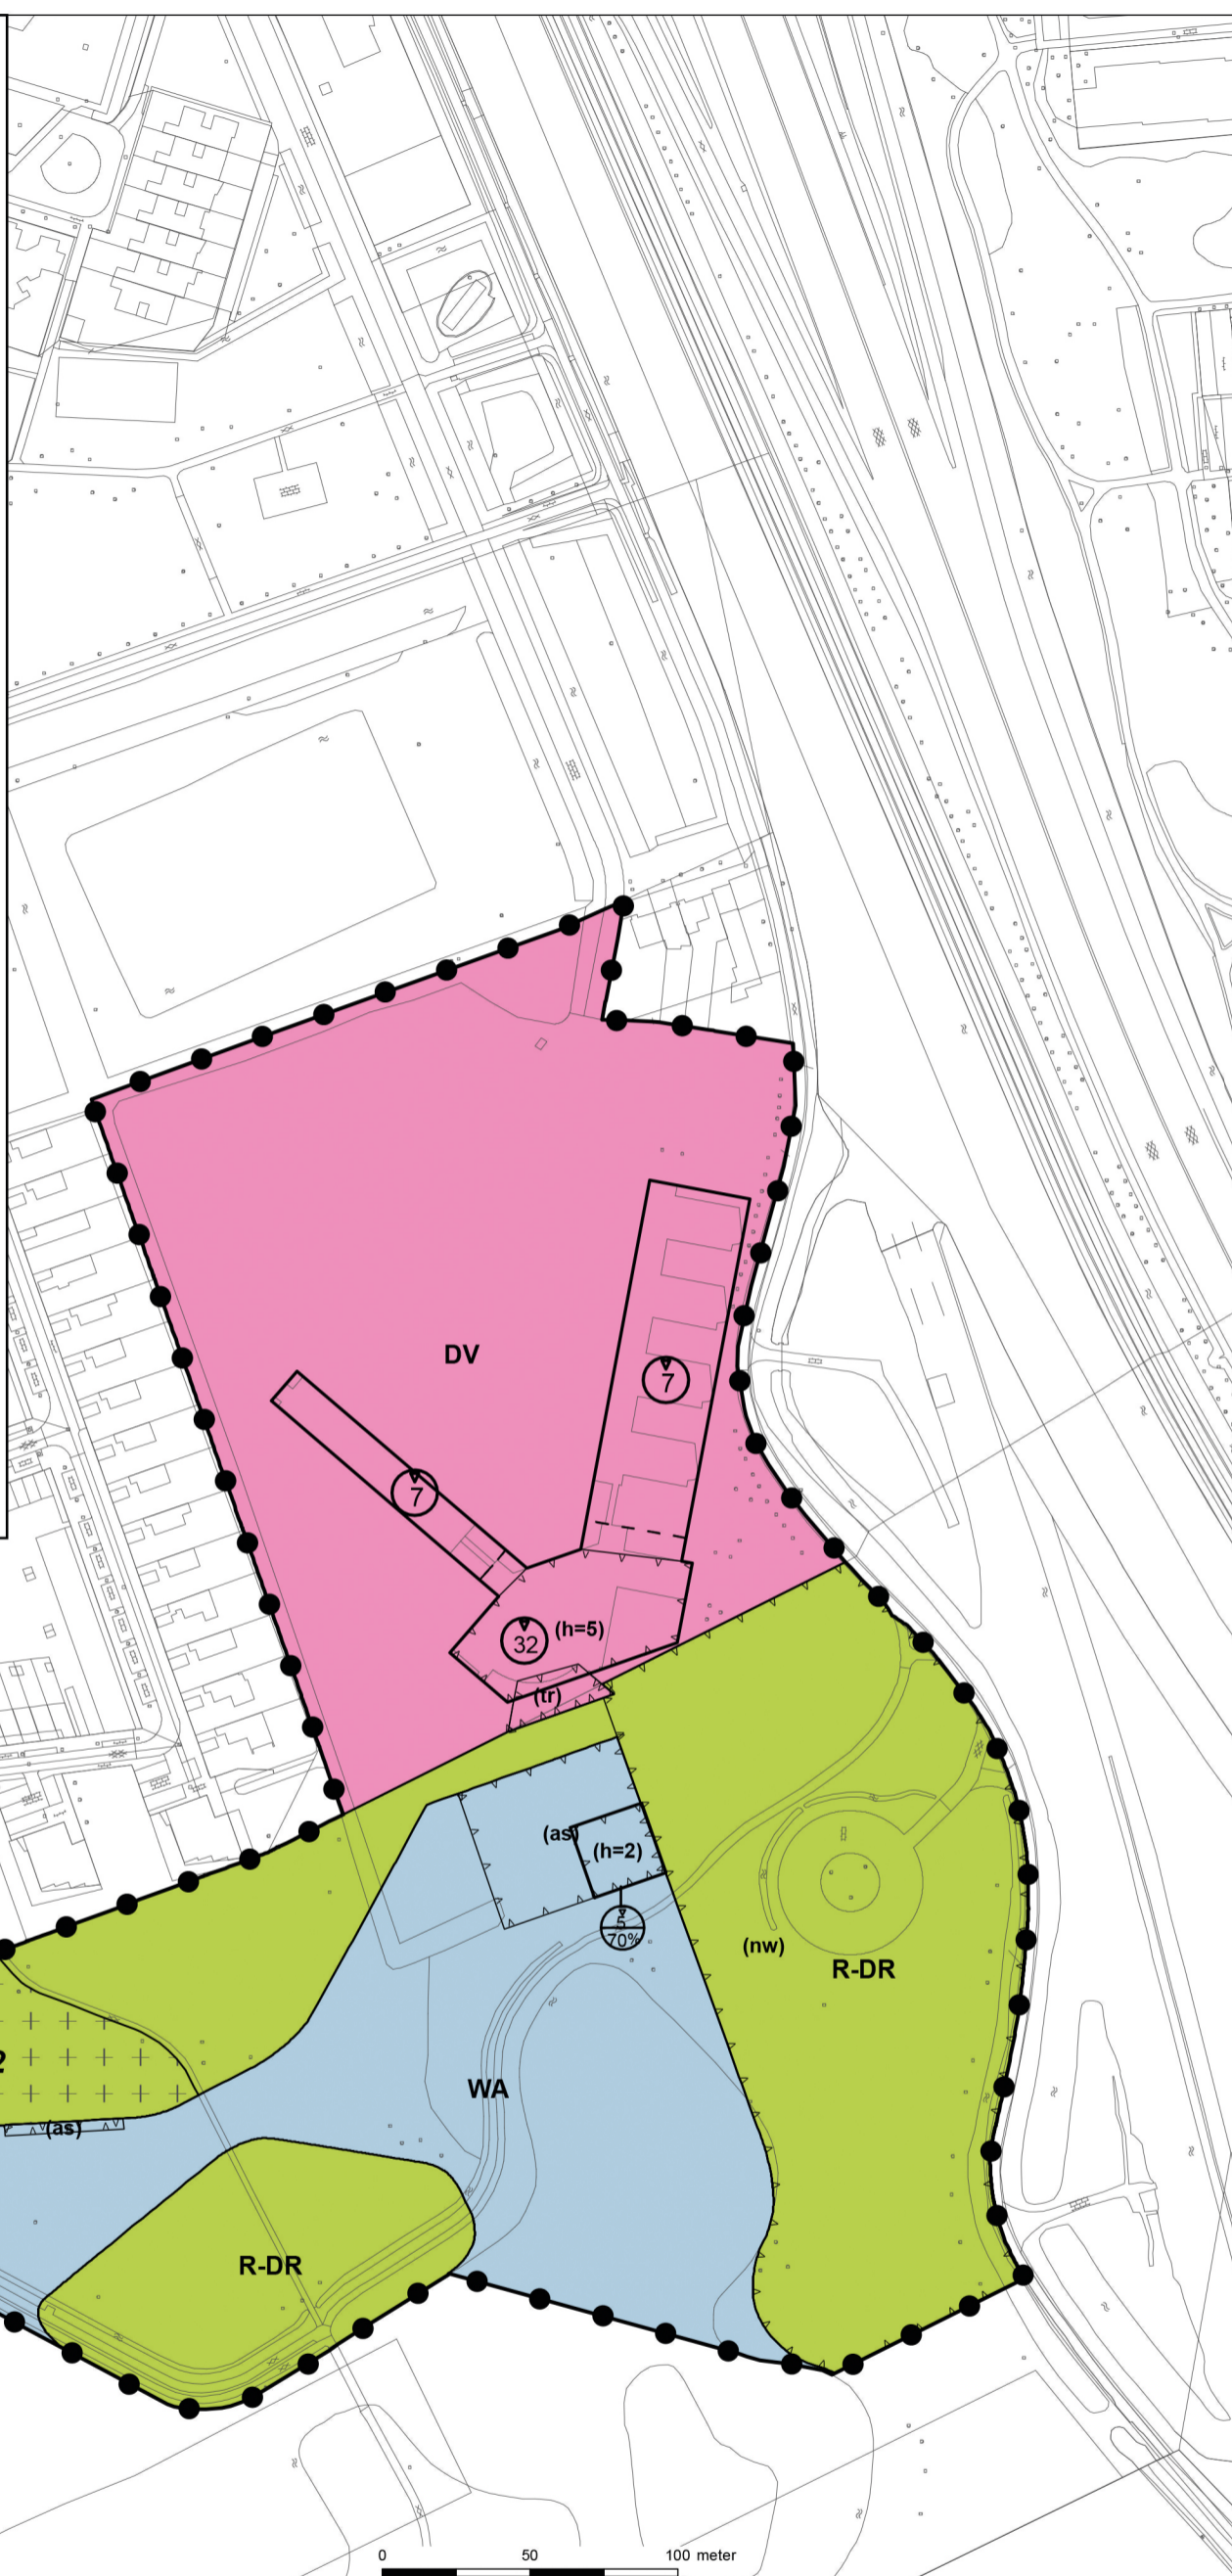 DV
7
7
32
(h=5)
(tr)
(as)
(h=2)
5
70%
(nw)
R-DR
2
WA
(as)
R-DR
0 50 100 meter